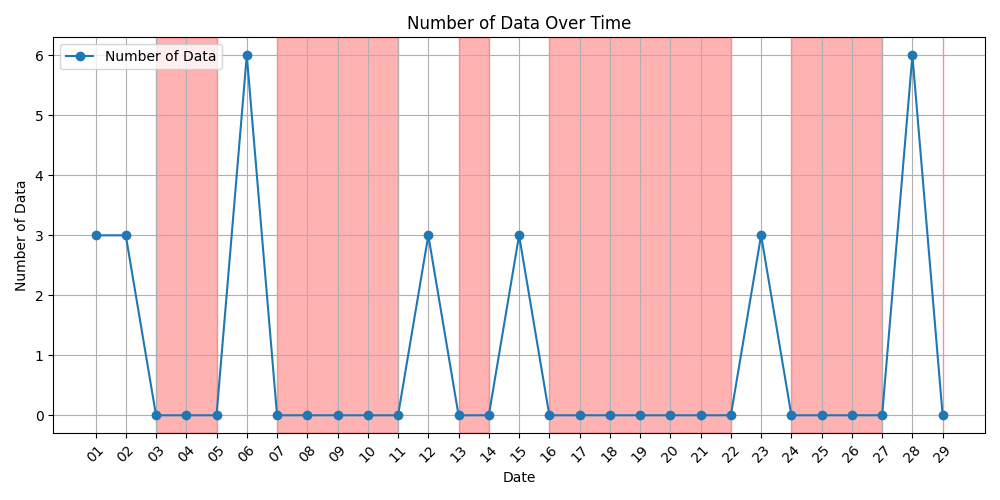 Number of Data Over Time
Number of Data
Number of Data
6
5
4
3
2
1
0
01 02 03 04 05 06 07 08 09 10 11 12 13 14 15 16 17 18 19 20 21 22 23 24 25 26 27 28 29
Date